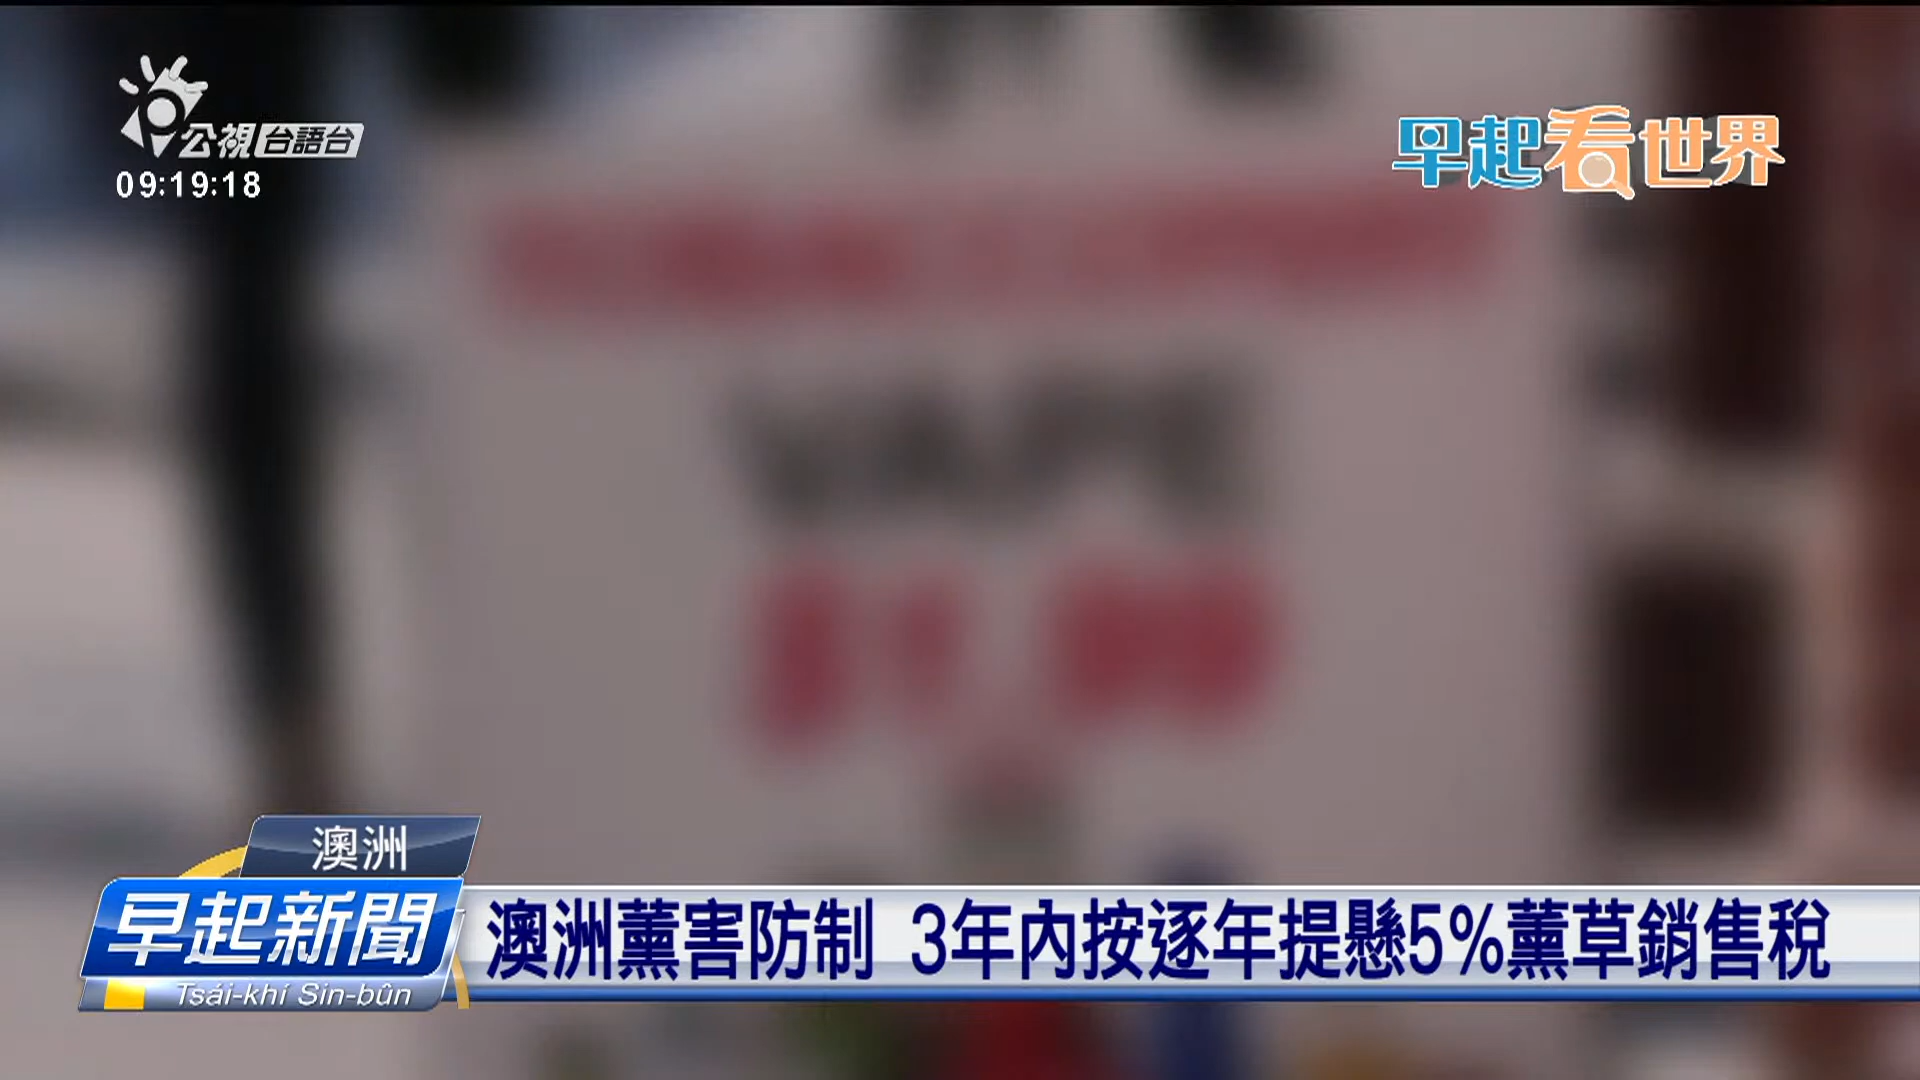 公視台語台
09:19:18
早起看世界
澳洲
早起新聞
Tsái-khí Sin-bûn
澳洲薰害防制 3年內按逐年提懸5%薰草銷售稅